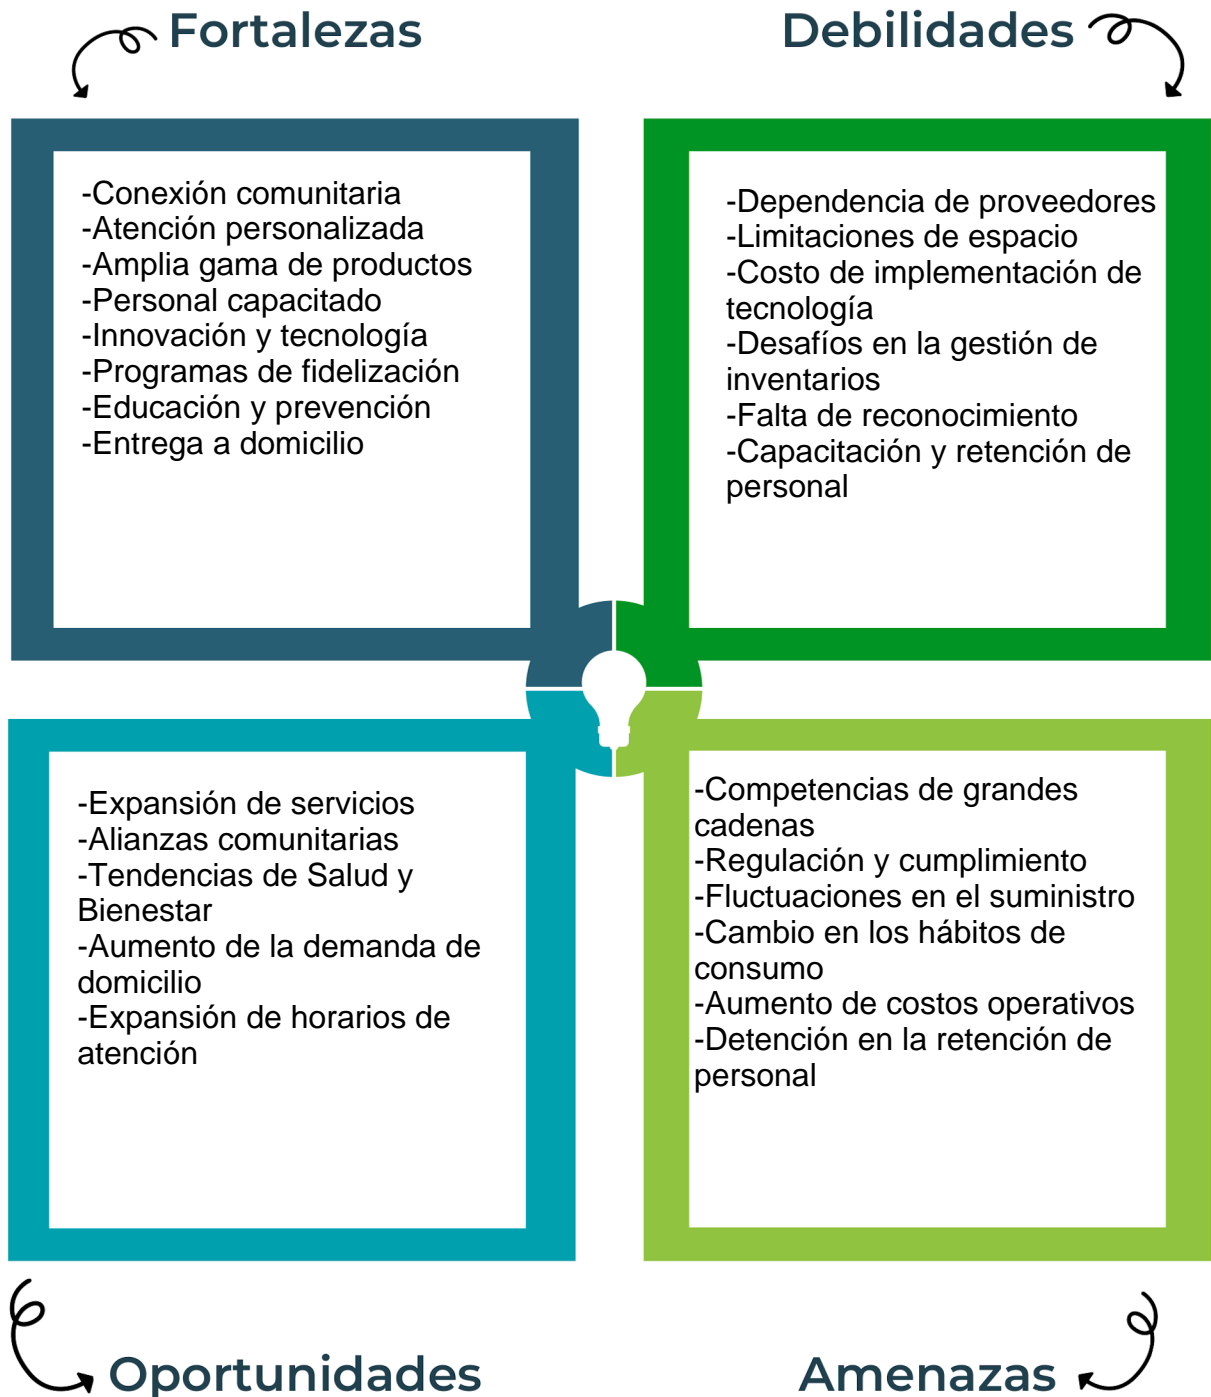 Fortalezas
-Conexión comunitaria
-Atención personalizada
-Amplia gama de productos
-Personal capacitado
-Innovación y tecnología
-Programas de fidelización
-Educación y prevención
-Entrega a domicilio
Debilidades
-Dependencia de proveedores
-Limitaciones de espacio
-Costo de implementación de
tecnología
-Desafíos en la gestión de
inventarios
-Falta de reconocimiento
-Capacitación y retención de
personal
-Expansión de servicios
-Alianzas comunitarias
-Tendencias de Salud y
Bienestar
-Aumento de la demanda de
domicilio
-Expansión de horarios de
atención
Oportunidades
-Competencias de grandes
cadenas
-Regulación y cumplimiento
-Fluctuaciones en el suministro
-Cambio en los hábitos de
consumo
-Aumento de costos operativos
-Detención en la retención de
personal
Amenazas